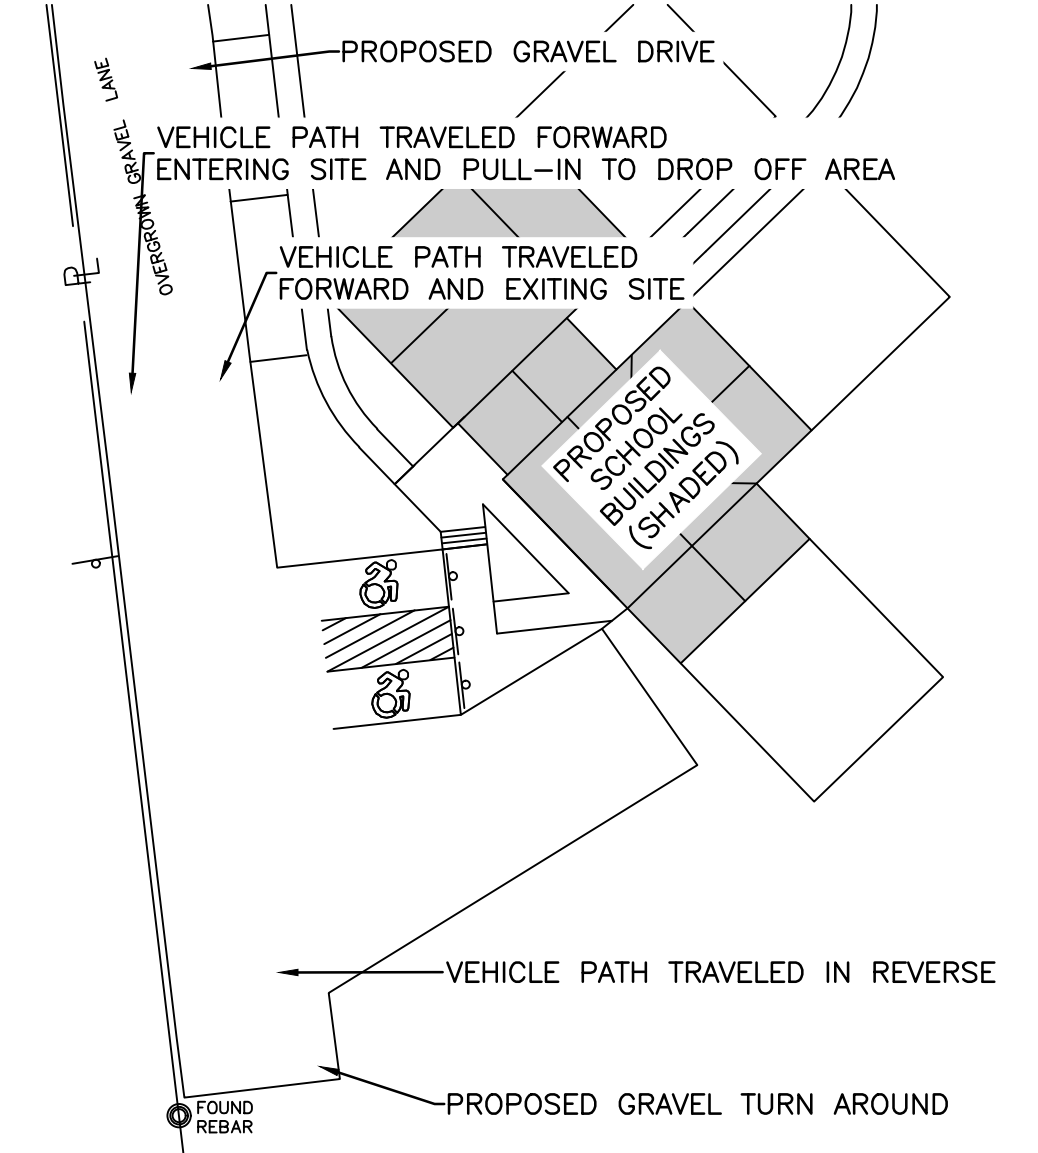 PROPOSED GRAVEL DRIVE
OVERGROWN GRAVEL LANE
VEHICLE PATH TRAVELED FORWARD
ENTERING SITE AND PULL-IN TO DROP OFF AREA
VEHICLE PATH TRAVELED
FORWARD AND EXITING SITE
PL
PROPOSED
SCHOOL
BUILDINGS
(SHADED)
VEHICLE PATH TRAVELED IN REVERSE
PROPOSED GRAVEL TURN AROUND
FOUND
REBAR